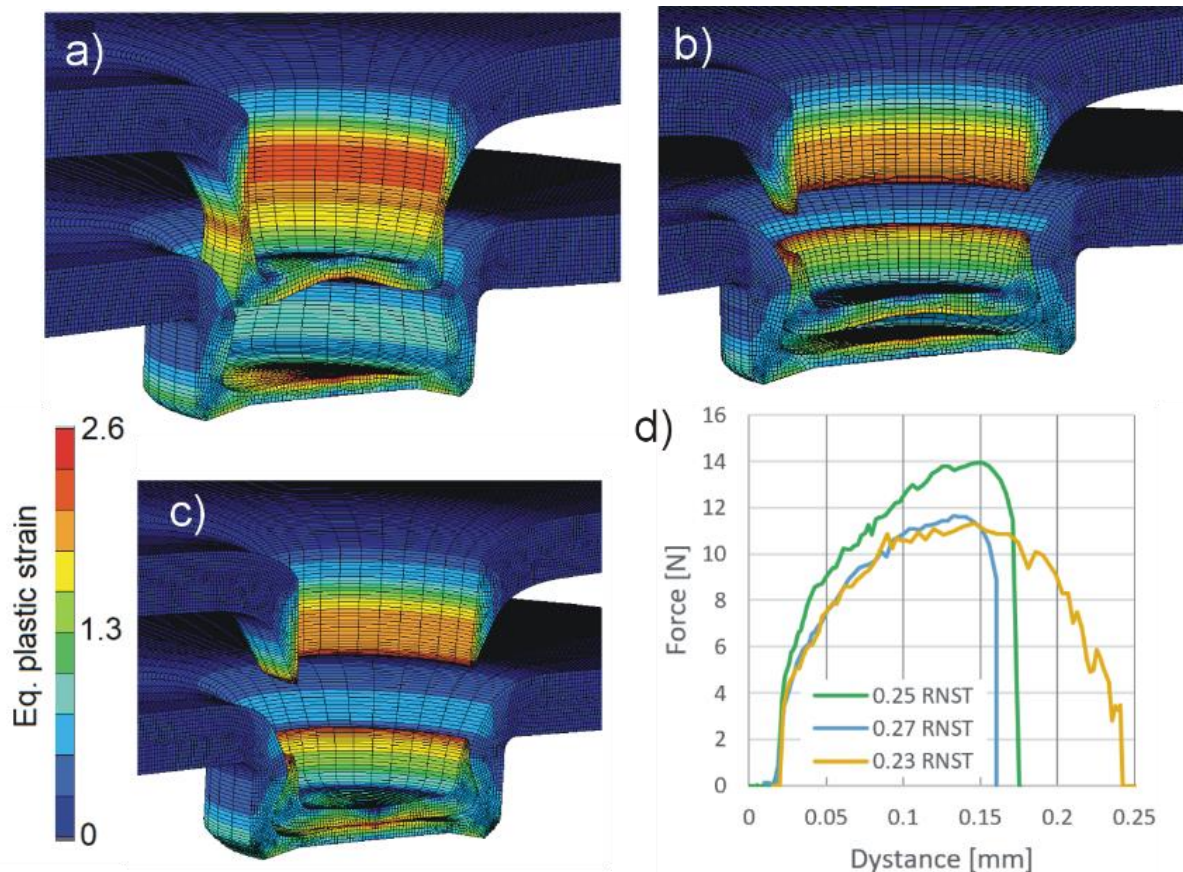 a)
b)
2.6
1.3
0
Eq. plastic strain
c)
d)
16
14
12
10
8
6
4
2
0
Force [N]
0.25 RNST
0.27 RNST
0.23 RNST
0 0.05 0.1 0.15 0.2 0.25
Dystance [mm]